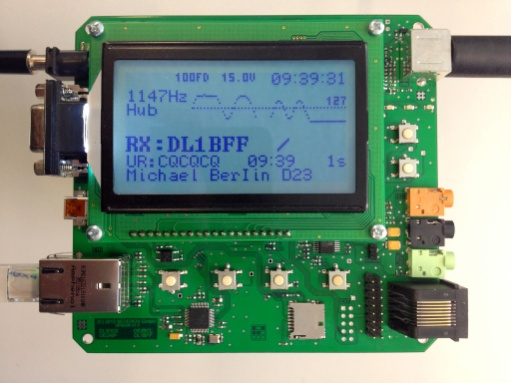 100FD 15.0V 09:39:31
1147Hz
127
Hub
RX:DL1BFF /
UR:CQCQCQ 09:39 1s
Michael Berlin D23